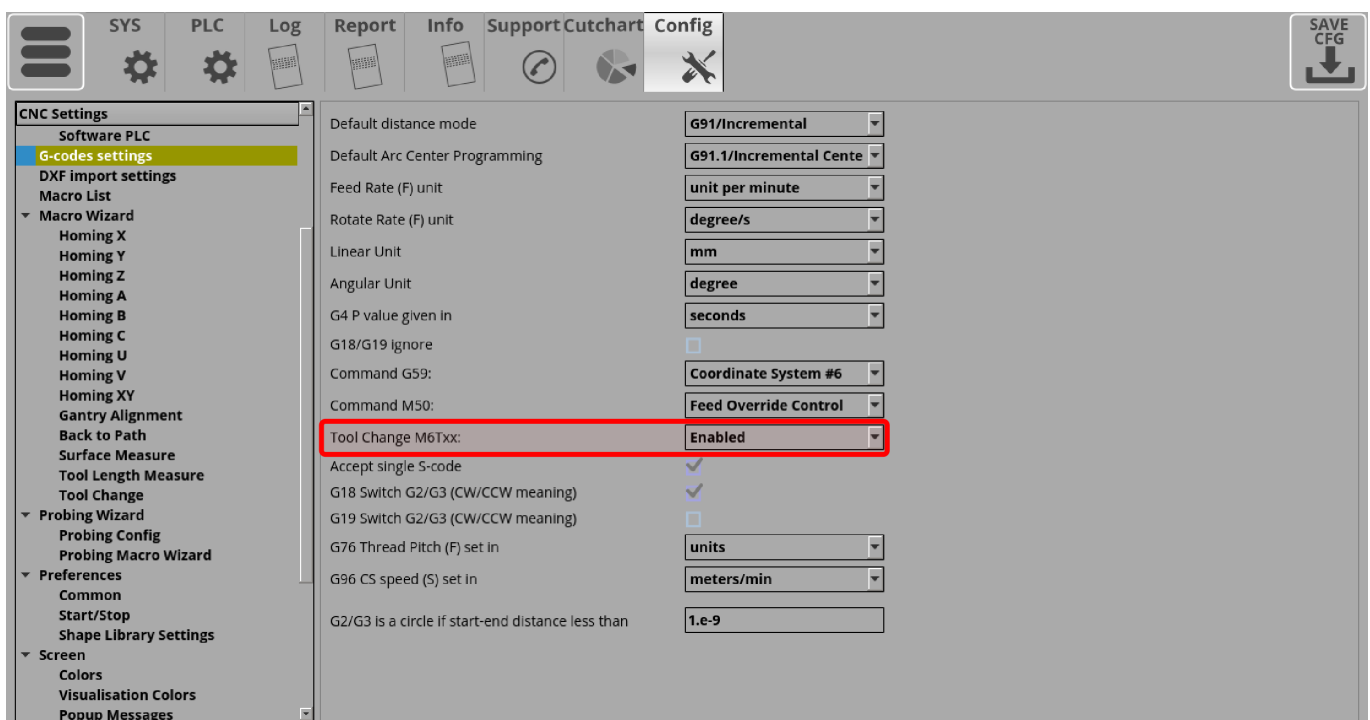 SYS PLC Log Report Info Support Cutchart Config
SAVE
CFG
CNC Settings
Software PLC
G-codes settings
DXF import settings
Macro List
Macro Wizard
Homing X
Homing Y
Homing Z
Homing A
Homing B
Homing C
Homing U
Homing V
Homing XY
Gantry Alignment
Back to Path
Surface Measure
Tool Length Measure
Tool Change
Probing Wizard
Probing Config
Probing Macro Wizard
Preferences
Common
Start/Stop
Shape Library Settings
Screen
Colors
Visualisation Colors
Popup Messages
Default distance mode G91/Incremental
Default Arc Center Programming G91.1/Incremental Cente
Feed Rate (F) unit unit per minute
Rotate Rate (F) unit degree/s
Linear Unit mm
Angular Unit degree
G4 P value given in seconds
G18/G19 ignore
Command G59: Coordinate System #6
Command M50: Feed Override Control
Tool Change M6Txx: Enabled
Accept single S-code
G18 Switch G2/G3 (CW/CCW meaning)
G19 Switch G2/G3 (CW/CCW meaning)
G76 Thread Pitch (F) set in units
G96 CS speed (S) set in meters/min
G2/G3 is a circle if start-end distance less than 1.e-9